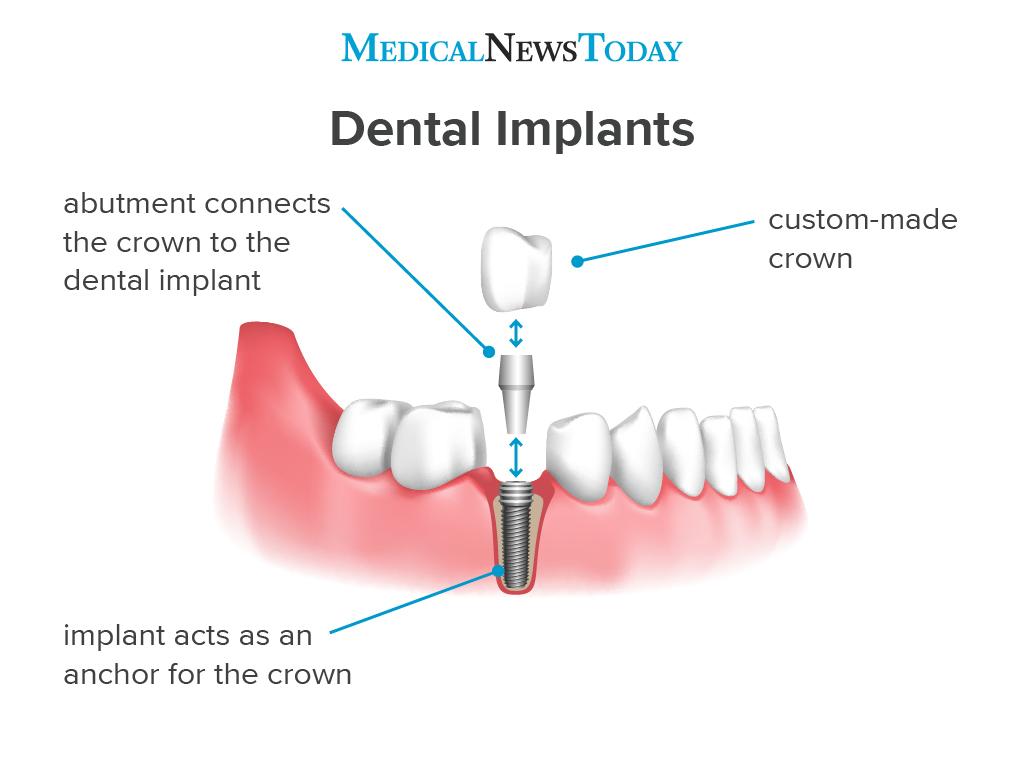 MEDICALNEWSTODAY
Dental Implants
abutment connects
the crown to the
dental implant
custom-made
crown
implant acts as an
anchor for the crown